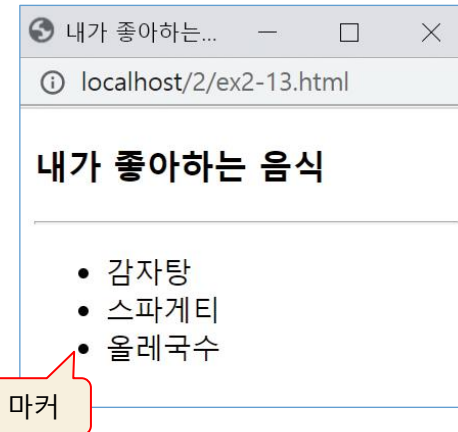 내가 좋아하는...
localhost/2/ex2-13.html
내가 좋아하는 음식
• 감자탕
• 스파게티
• 올레국수
마커